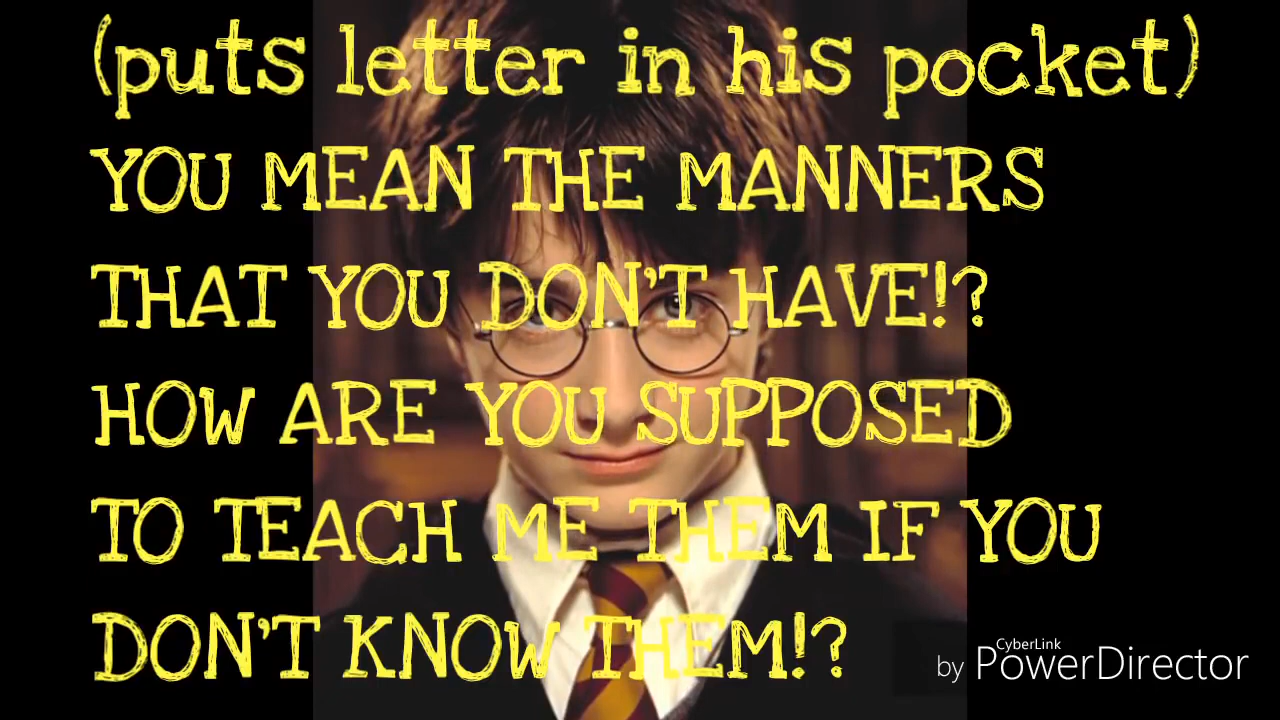 (puts letter in his pocket)
YOU MEAN THE MANNERS
THAT YOU DON'T HAVE!?
HOW ARE YOU SUPPOSED
TO TEACH ME THEM IF YOU
DON'T KNOW THEM!?
CyberLink
by PowerDirector